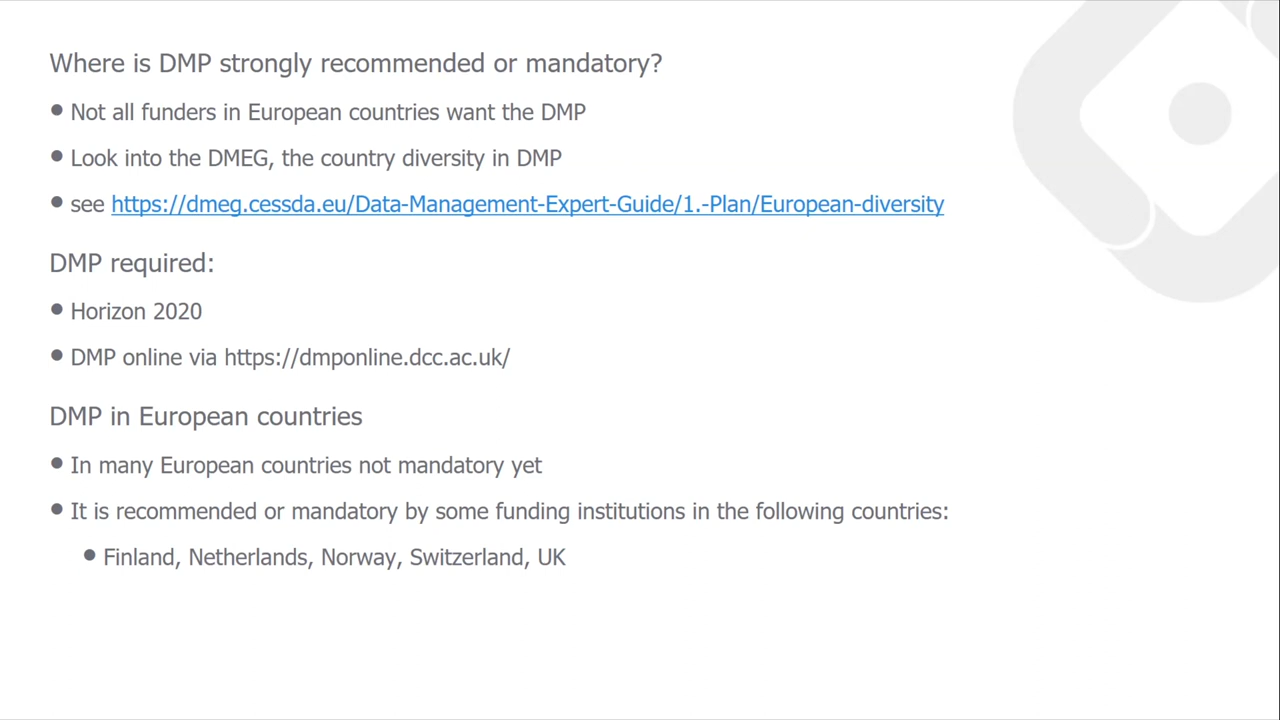 Where is DMP strongly recommended or mandatory?
• Not all funders in European countries want the DMP
• Look into the DMEG, the country diversity in DMP
• see https://dmeg.cessda.eu/Data-Management-Expert-Guide/1.-Plan/European-diversity
DMP required:
• Horizon 2020
• DMP online via https://dmponline.dcc.ac.uk/
DMP in European countries
• In many European countries not mandatory yet
• It is recommended or mandatory by some funding institutions in the following countries:
• Finland, Netherlands, Norway, Switzerland, UK